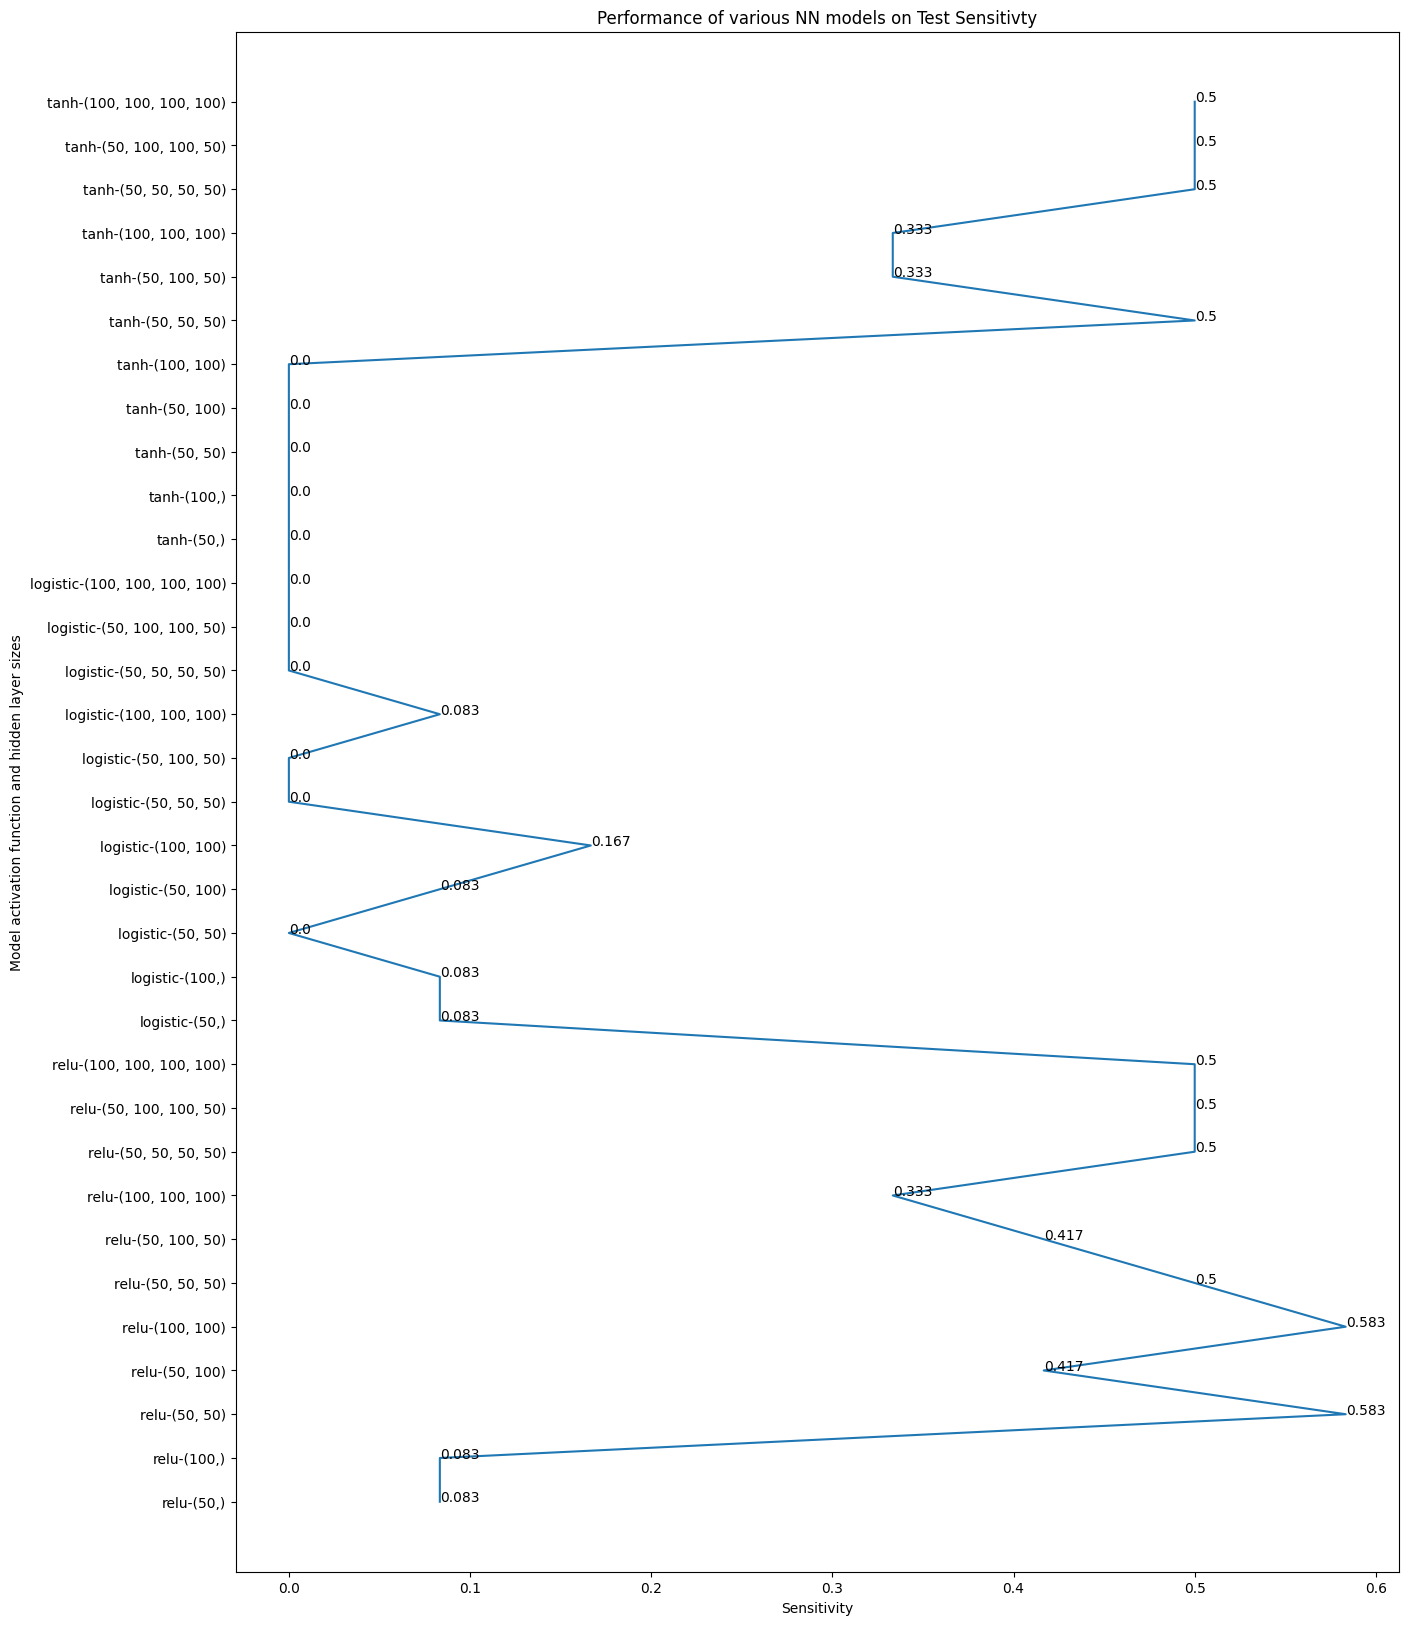 Performance of various NN models on Test Sensitivty
tanh-(100, 100, 100, 100)
0.5
tanh-(50, 100, 100, 50)
0.5
tanh-(50, 50, 50, 50)
0.5
tanh-(100, 100, 100)
0.333
tanh-(50, 100, 50)
0.333
tanh-(50, 50, 50)
0.5
tanh-(100, 100)
0.0
tanh-(50, 100)
0.0
tanh-(50, 50)
0.0
tanh-(100,)
0.0
tanh-(50,)
0.0
logistic-(100, 100, 100, 100)
0.0
logistic-(50, 100, 100, 50)
0.0
logistic-(50, 50, 50, 50)
0.0
logistic-(100, 100, 100)
0.083
logistic-(50, 100, 50)
0.0
logistic-(50, 50, 50)
0.0
logistic-(100, 100)
0.167
logistic-(50, 100)
0.083
logistic-(50, 50)
0.0
logistic-(100,)
0.083
logistic-(50,)
0.083
relu-(100, 100, 100, 100)
0.5
relu-(50, 100, 100, 50)
0.5
relu-(50, 50, 50, 50)
0.5
relu-(100, 100, 100)
0.333
relu-(50, 100, 50)
0.417
relu-(50, 50, 50)
0.5
relu-(100, 100)
0.583
relu-(50, 100)
0.417
relu-(50, 50)
0.583
relu-(100,)
0.083
relu-(50,)
0.083
Model activation function and hidden layer sizes
0.0 0.1 0.2 0.3 0.4 0.5 0.6
Sensitivity